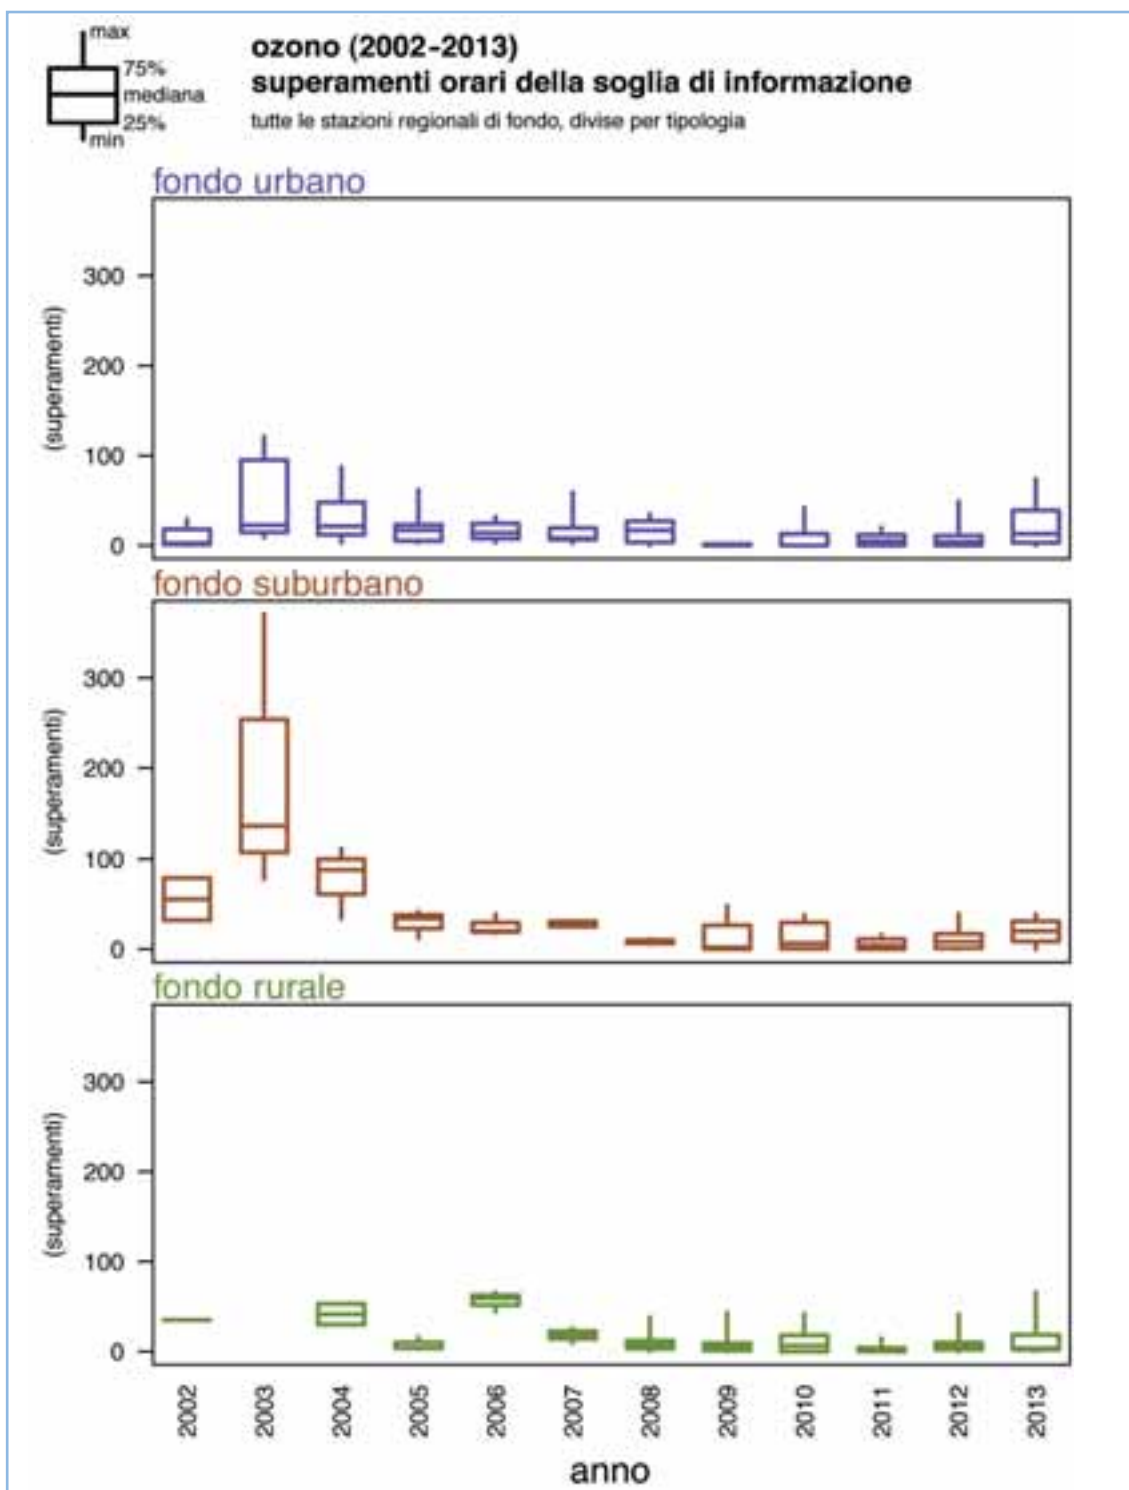 max
75%
mediana
25%
min
ozono (2002-2013)
superamenti orari della soglia di informazione
tutte le stazioni regionali di fondo, divise per tipologia
fondo urbano
300
200
100
0
(superamenti)
fondo suburbano
300
200
100
0
(superamenti)
fondo rurale
300
200
100
0
(superamenti)
2002
2003
2004
2005
2006
2007
2008
2009
2010
2011
2012
2013
anno